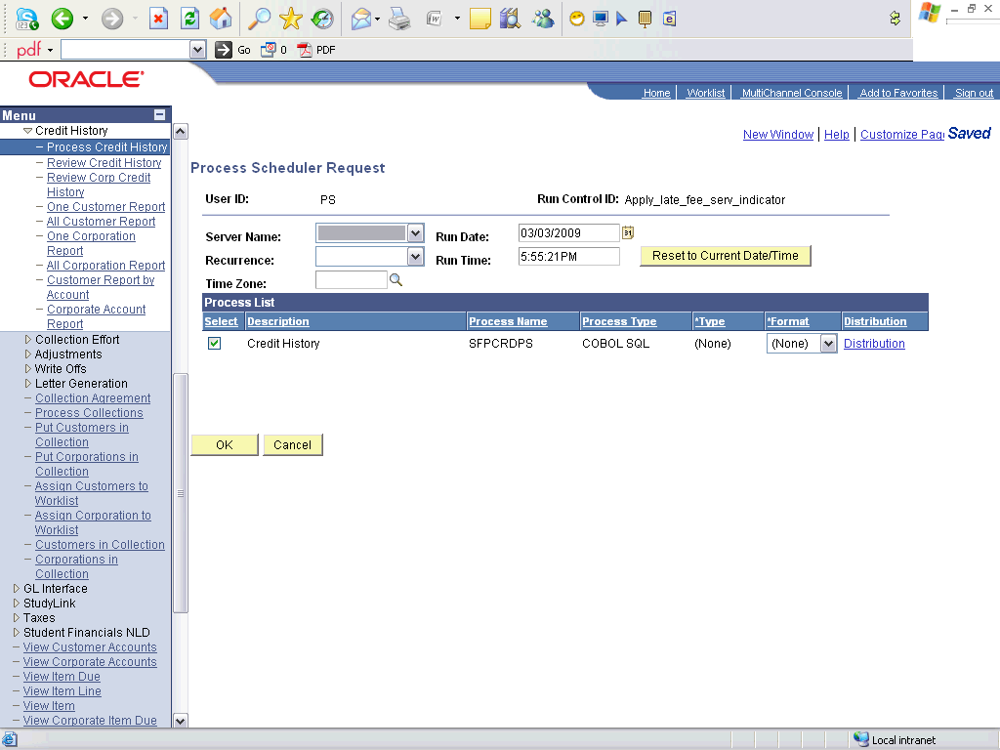 pdf
Go
0
PDF
ORACLE
Home
Worklist
MultiChannel Console
Add to Favorites
Sign out
Menu
Credit History
Process Credit History
Review Credit History
Review Corp Credit
History
One Customer Report
All Customer Report
One Corporation
Report
All Corporation Report
Customer Report by
Account
Corporate Account
Report
Collection Effort
Adjustments
Write Offs
Letter Generation
Collection Agreement
Process Collections
Put Customers in
Collection
Put Corporations in
Collection
Assign Customers to
Worklist
Assign Corporation to
Worklist
Customers in Collection
Corporations in
Collection
GL Interface
StudyLink
Taxes
Student Financials NLD
View Customer Accounts
View Corporate Accounts
View Item Due
View Item Line
View Item
View Corporate Item Due
New Window | Help | Customize Pag
Saved
Process Scheduler Request
User ID: PS
Run Control ID: Apply_late_fee_serv_indicator
Server Name:
Run Date: 03/03/2009
31
Recurrence:
Run Time: 5:55:21PM
Reset to Current Date/Time
Time Zone:
Process List
Select Description Process Name Process Type *Type *Format Distribution
Credit History SFPCRDPS COBOL SQL (None) (None) Distribution
OK
Cancel
Local intranet